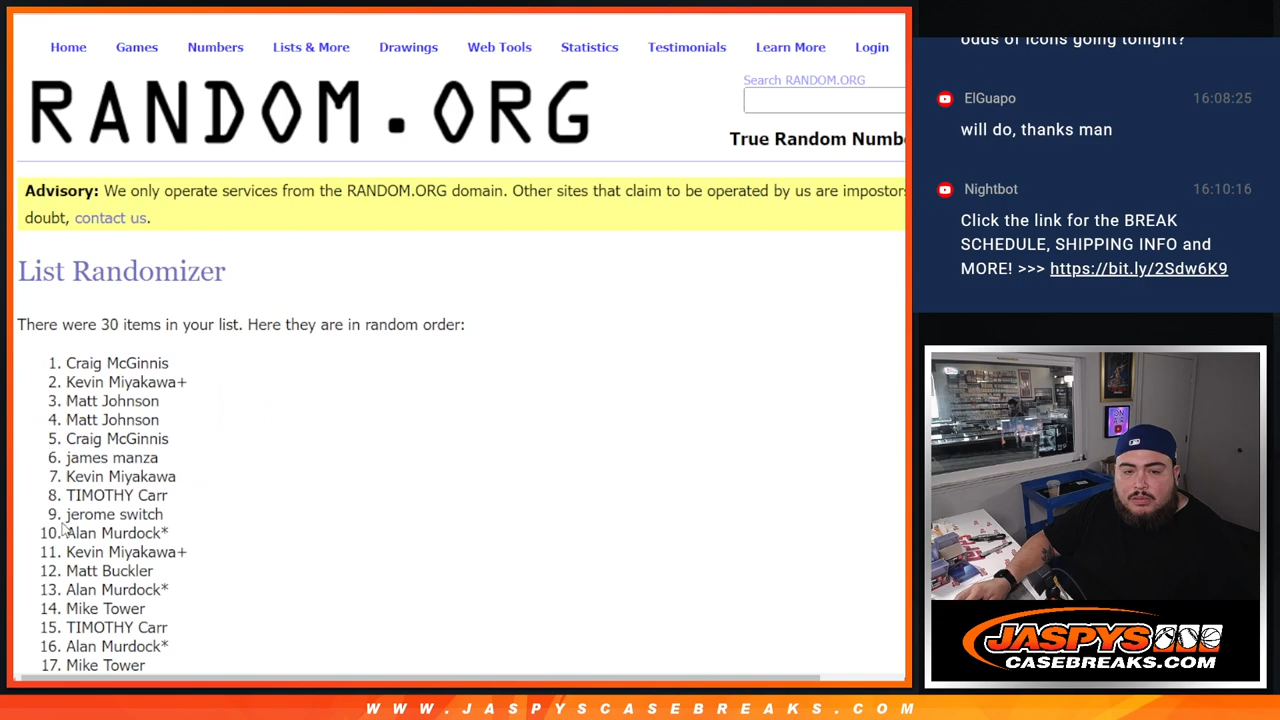 Home Games Numbers Lists & More Drawings Web Tools Statistics Testimonials Learn More Login
RANDOM.ORG
Search RANDOM.ORG
True Random Numb
Advisory: We only operate services from the RANDOM.ORG domain. Other sites that claim to be operated by us are impostors
doubt, contact us.
List Randomizer
There were 30 items in your list. Here they are in random order:
1. Craig McGinnis
2. Kevin Miyakawa+
3. Matt Johnson
4. Matt Johnson
5. Craig McGinnis
6. james manza
7. Kevin Miyakawa
8. TIMOTHY Carr
9. jerome switch
10. Alan Murdock*
11. Kevin Miyakawa+
12. Matt Buckler
13. Alan Murdock*
14. Mike Tower
15. TIMOTHY Carr
16. Alan Murdock*
17. Mike Tower
odds of icons going tonight?
ElGuapo 16:08:25
will do, thanks man
Nightbot 16:10:16
Click the link for the BREAK
SCHEDULE, SHIPPING INFO and
MORE! >>> https://bit.ly/2Sdw6K9
JASPYS
CASEBREAKS.COM
WWW.JASPYSCASEBREAKS.COM